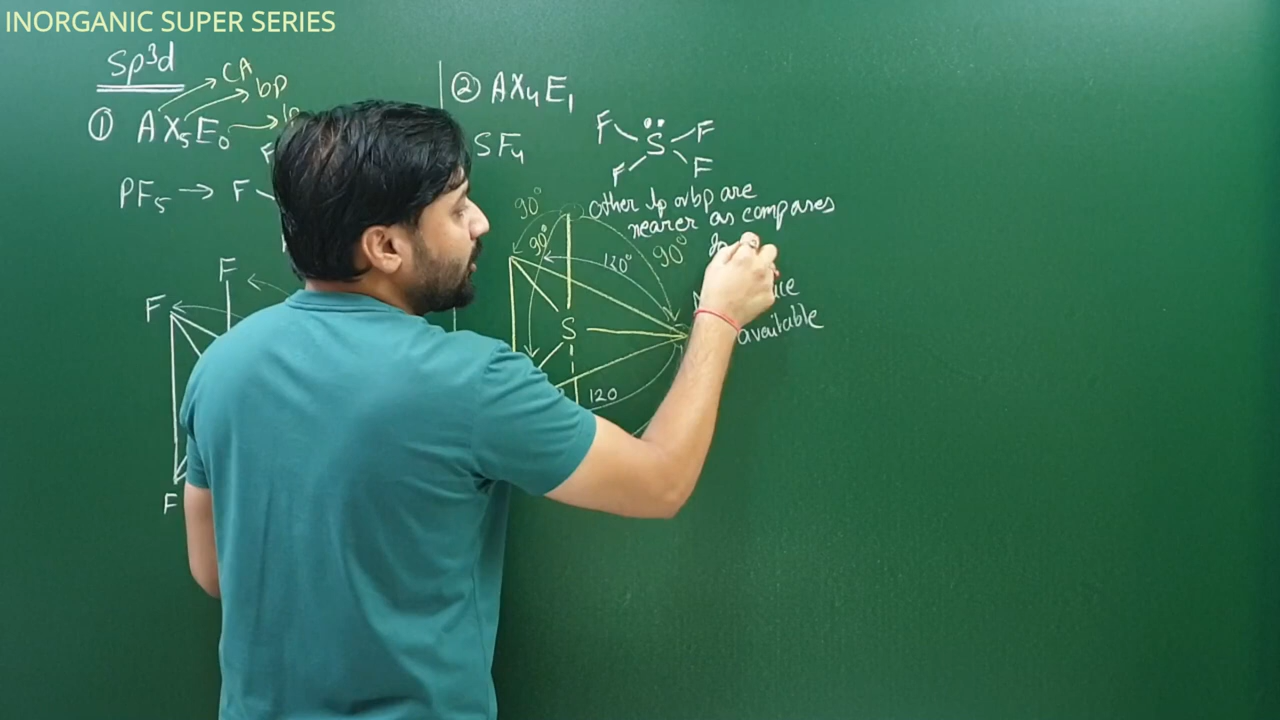 INORGANIC SUPER SERIES
Sp³d
CA
bp
① AX₅E₀
PF₅ → F
F
F
F
② AX₄E₁
SF₄
F S F
F F
90°
90°
120°
90°
S
120
other lp or bp are
nearer as compares
available